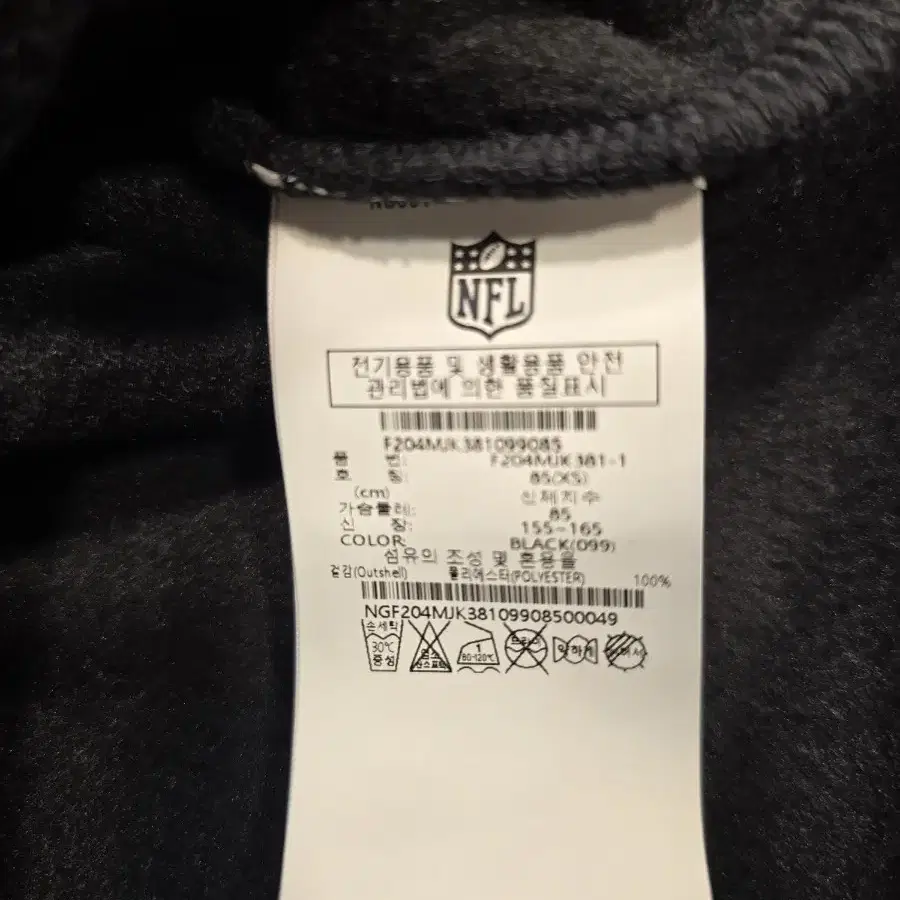 NFL
전기용품 및 생활용품 안전
관리법에 의한 품질표시
F204MJK381099085
품 번: F204MJK381-1
호 칭: 85(XS)
(cm) 신체치수
가슴둘레: 85
신 장: 155~165
COLOR: BLACK(099)
섬유의 조성 및 혼용율
겉감(Outshell) 폴리에스터(POLYESTER) 100%
NGF204MJK38109908500049
손세탁 30℃ 중성
1 80-120℃
약하게